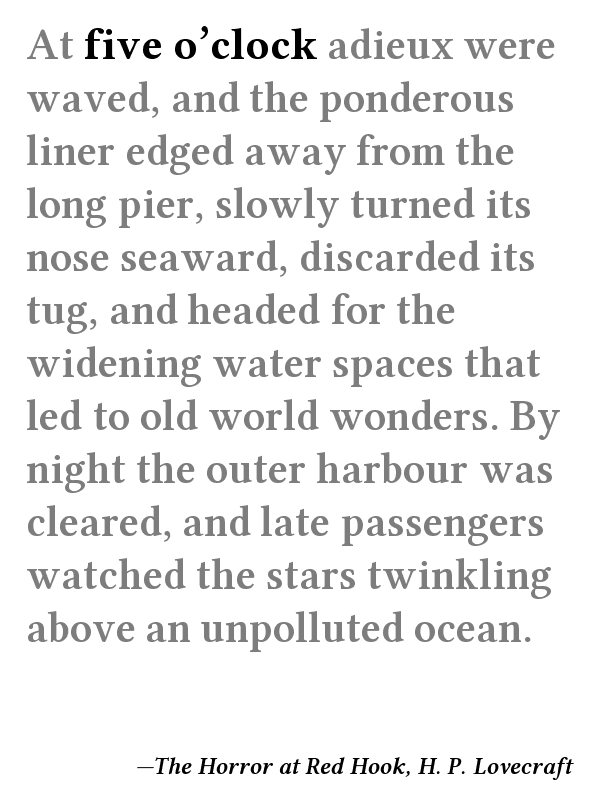 At five o’clock adieux were
waved, and the ponderous
liner edged away from the
long pier, slowly turned its
nose seaward, discarded its
tug, and headed for the
widening water spaces that
led to old world wonders. By
night the outer harbour was
cleared, and late passengers
watched the stars twinkling
above an unpolluted ocean.
—The Horror at Red Hook, H. P. Lovecraft